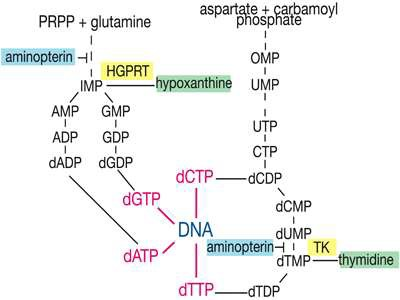 PRPP + glutamine
aspartate + carbamoyl
phosphate
aminopterin
HGPRT
IMP
hypoxanthine
OMP
UMP
AMP
GMP
ADP
GDP
dADP
dGDP
UTP
CTP
dCTP
dCDP
dGTP
dCMP
DNA
dUMP
dATP
aminopterin
TK
dTMP
thymidine
dTTP
dTDP